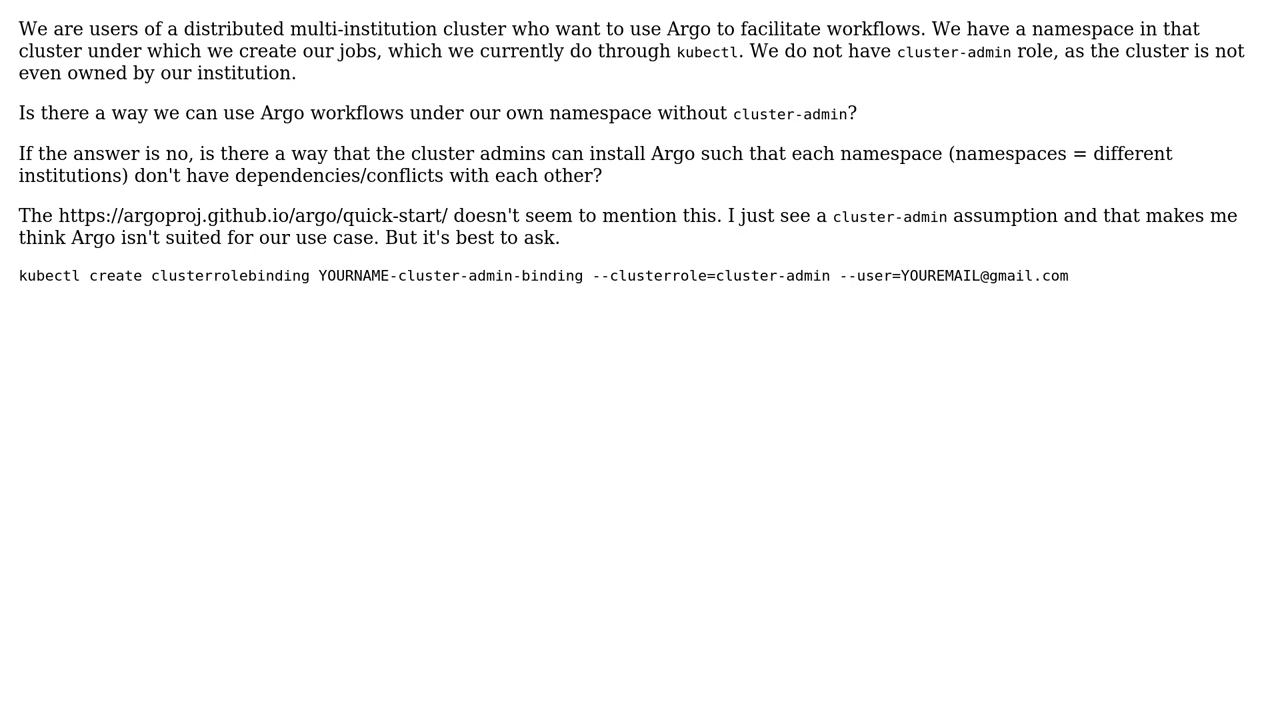 We are users of a distributed multi-institution cluster who want to use Argo to facilitate workflows. We have a namespace in that
cluster under which we create our jobs, which we currently do through kubectl. We do not have cluster-admin role, as the cluster is not
even owned by our institution.
Is there a way we can use Argo workflows under our own namespace without cluster-admin?
If the answer is no, is there a way that the cluster admins can install Argo such that each namespace (namespaces = different
institutions) don't have dependencies/conflicts with each other?
The https://argoproj.github.io/argo/quick-start/ doesn't seem to mention this. I just see a cluster-admin assumption and that makes me
think Argo isn't suited for our use case. But it's best to ask.
kubectl create clusterrolebinding YOURNAME-cluster-admin-binding --clusterrole=cluster-admin --user=YOUREMAIL@gmail.com